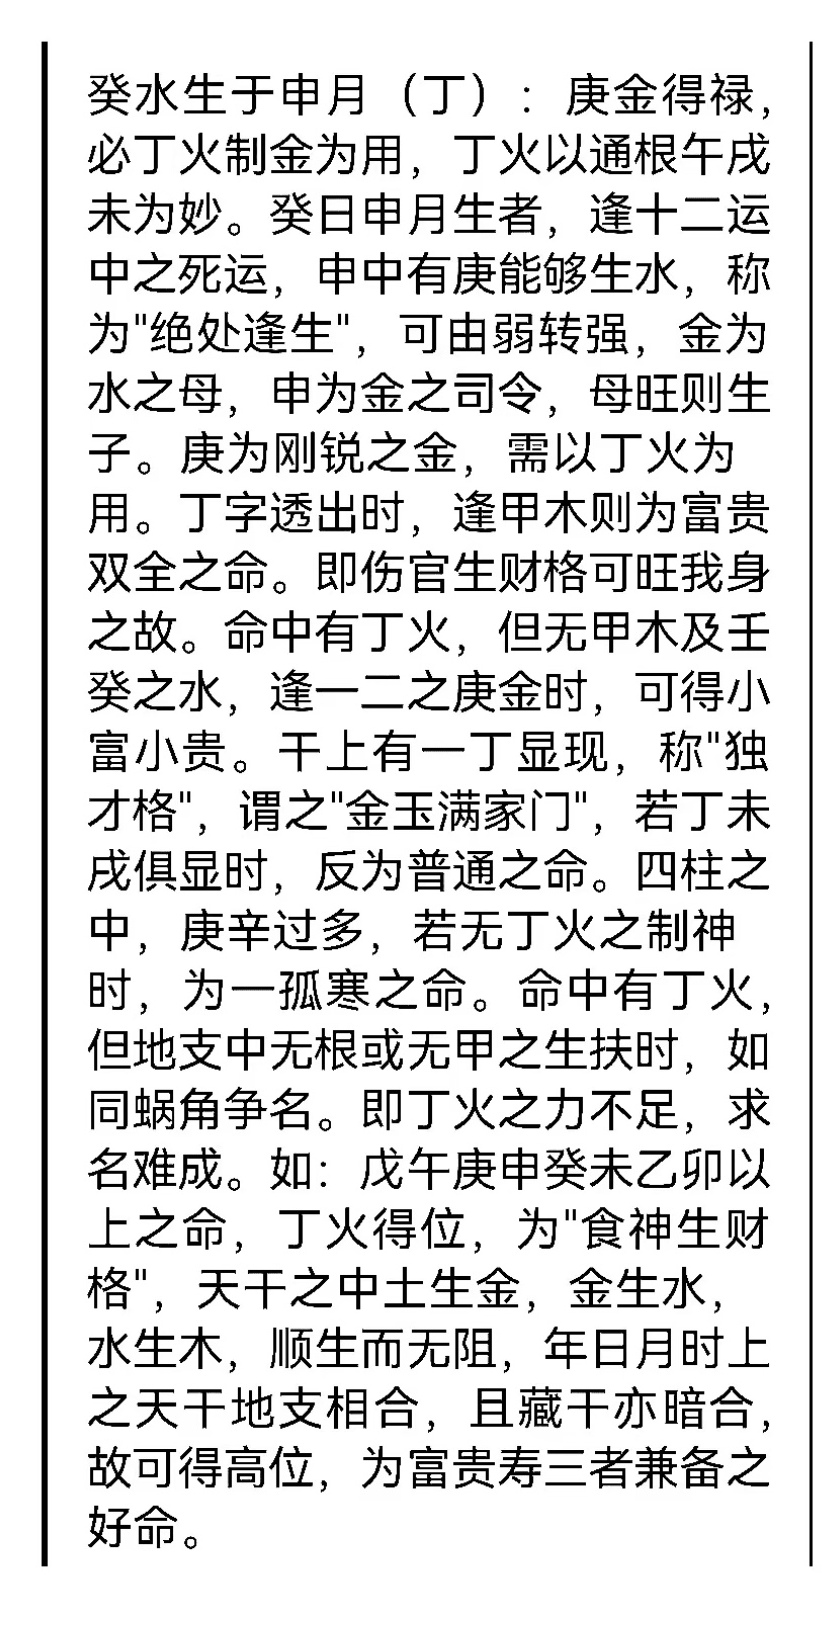 癸水生于申月（丁）：庚金得禄，
必丁火制金为用，丁火以通根午戌
未为妙。癸日申月生者，逢十二运
中之死运，申中有庚能够生水，称
为"绝处逢生"，可由弱转强，金为
水之母，申为金之司令，母旺则生
子。庚为刚锐之金，需以丁火为
用。丁字透出时，逢甲木则为富贵
双全之命。即伤官生财格可旺我身
之故。命中有丁火，但无甲木及壬
癸之水，逢一二之庚金时，可得小
富小贵。干上有一丁显现，称"独
才格"，谓之"金玉满家门"，若丁未
戌俱显时，反为普通之命。四柱之
中，庚辛过多，若无丁火之制神
时，为一孤寒之命。命中有丁火，
但地支中无根或无甲之生扶时，如
同蜗角争名。即丁火之力不足，求
名难成。如：戊午庚申癸未乙卯以
上之命，丁火得位，为"食神生财
格"，天干之中土生金，金生水，
水生木，顺生而无阻，年日月时上
之天干地支相合，且藏干亦暗合，
故可得高位，为富贵寿三者兼备之
好命。